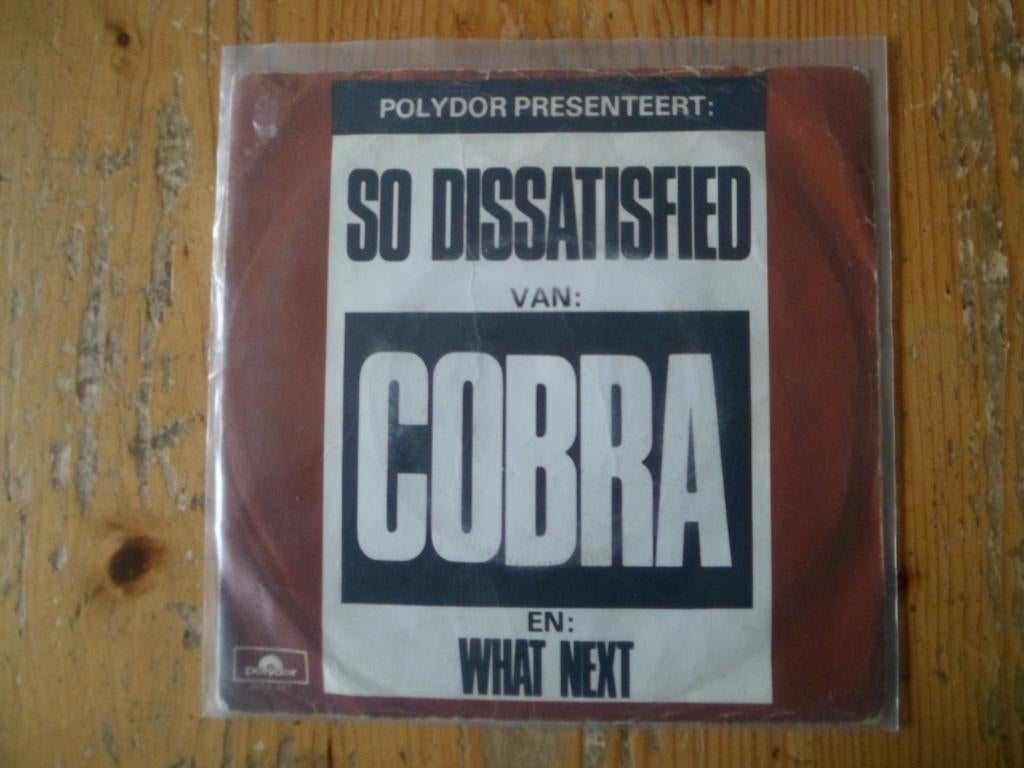 POLYDOR PRESENTEERT:
SO DISSATISFIED
VAN:
COBRA
EN:
WHAT NEXT
polydor